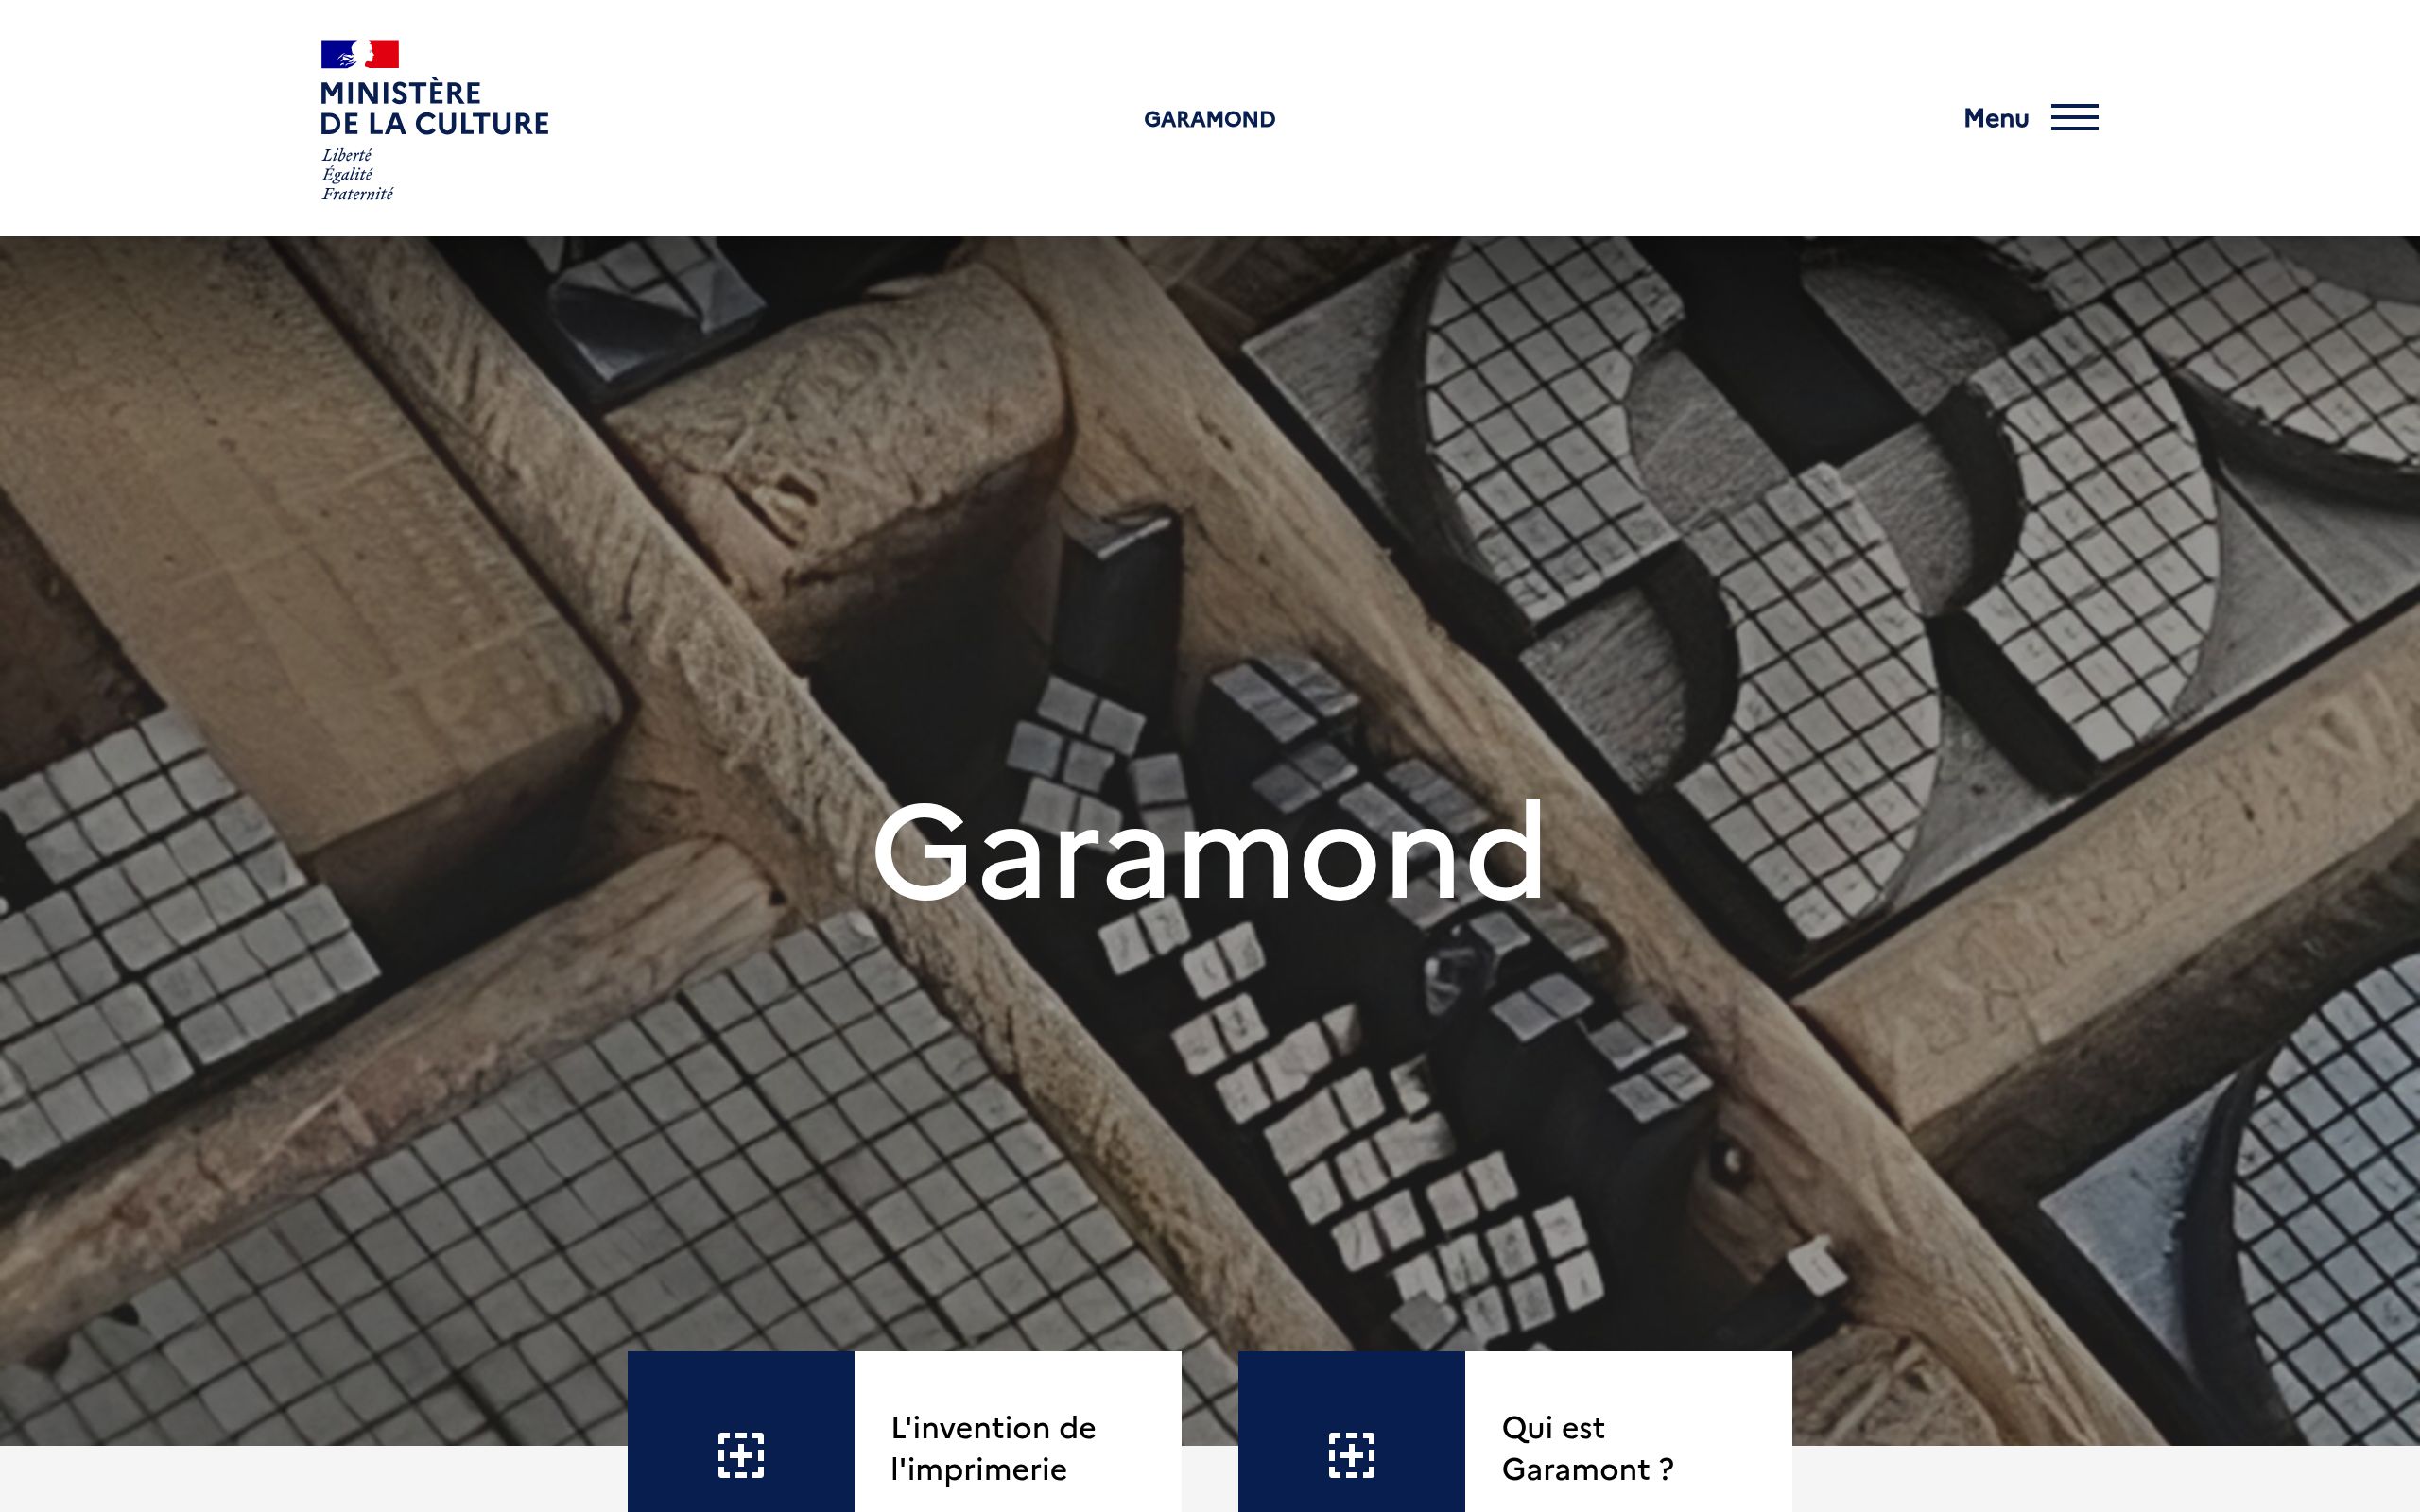 MINISTÈRE
DE LA CULTURE
Liberté
Égalité
Fraternité
GARAMOND
Menu
Garamond
L'invention de
l'imprimerie
Qui est
Garamont ?